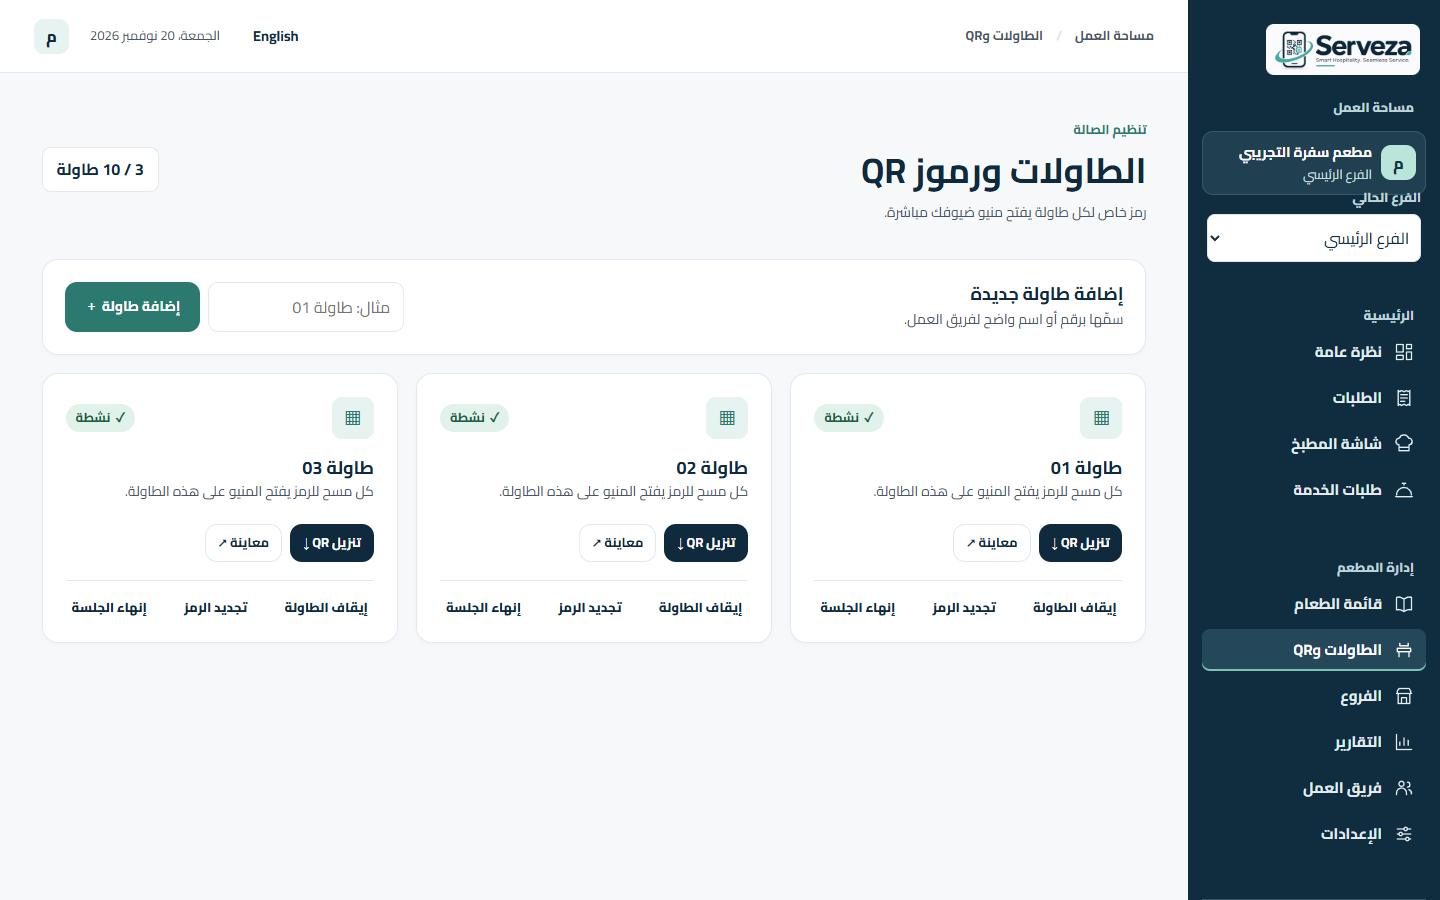 Serveza
Smart Hospitality. Seamless Service.
مساحة العمل
م
مطعم سفرة التجريبي
الفرع الرئيسي
الفرع الحالي
الفرع الرئيسي
الرئيسية
نظرة عامة
الطلبات
شاشة المطبخ
طلبات الخدمة
إدارة المطعم
قائمة الطعام
الطاولات وQR
الفروع
التقارير
فريق العمل
الإعدادات
مساحة العمل / الطاولات وQR
English
الجمعة، 20 نوفمبر 2026
م
تنظيم الصالة
الطاولات ورموز QR
رمز خاص لكل طاولة يفتح منيو ضيوفك مباشرة.
3 / 10 طاولة
إضافة طاولة جديدة
سمّها برقم أو اسم واضح لفريق العمل.
مثال: طاولة 01
إضافة طاولة +
✓ نشطة
طاولة 01
كل مسح للرمز يفتح المنيو على هذه الطاولة.
تنزيل QR ↓
معاينة ↗
إيقاف الطاولة
تجديد الرمز
إنهاء الجلسة
✓ نشطة
طاولة 02
كل مسح للرمز يفتح المنيو على هذه الطاولة.
تنزيل QR ↓
معاينة ↗
إيقاف الطاولة
تجديد الرمز
إنهاء الجلسة
✓ نشطة
طاولة 03
كل مسح للرمز يفتح المنيو على هذه الطاولة.
تنزيل QR ↓
معاينة ↗
إيقاف الطاولة
تجديد الرمز
إنهاء الجلسة